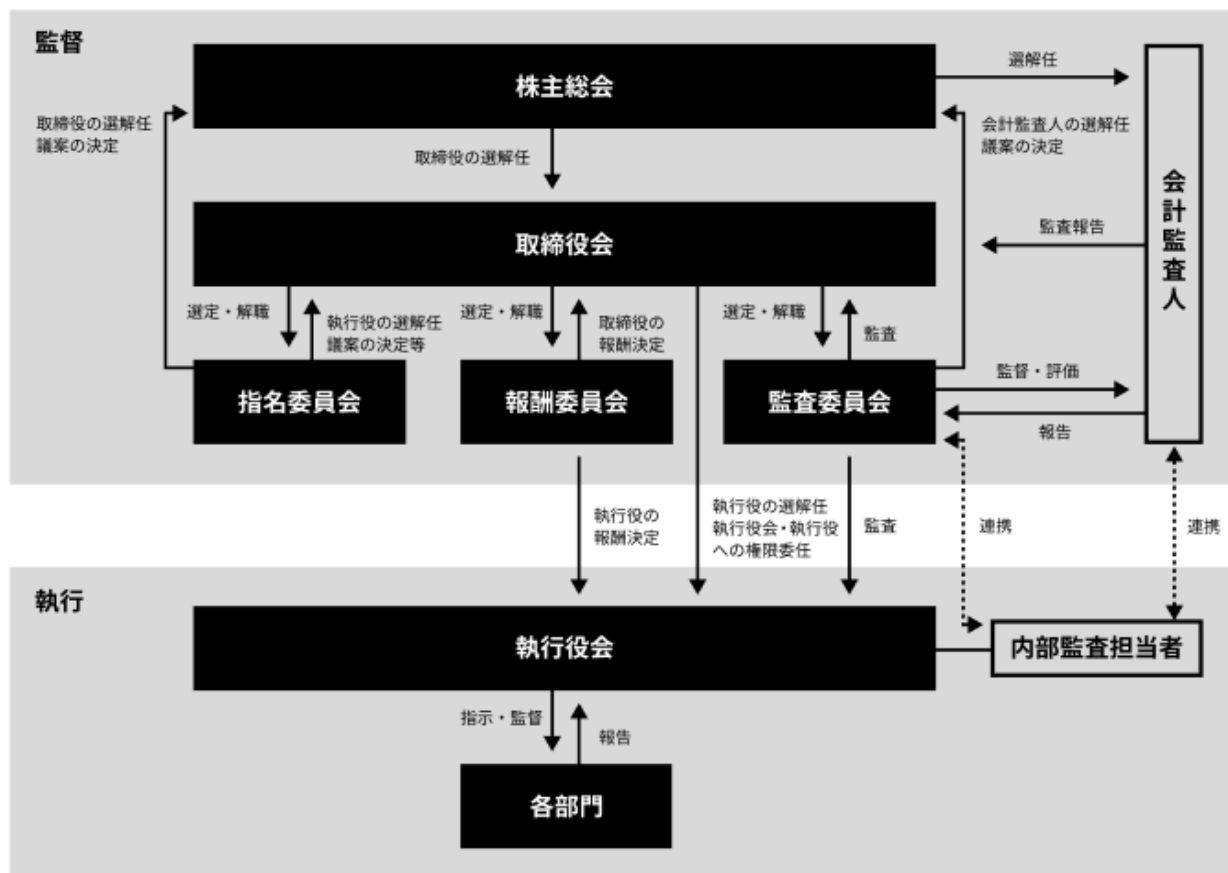 監督
株主総会
選解任
取締役の選解任
議案の決定
会計監査人の選解任
議案の決定
取締役の選解任
会計監査人
取締役会
監査報告
選定・解職
執行役の選解任
議案の決定等
選定・解職
取締役の
報酬決定
選定・解職
監査
指名委員会
報酬委員会
監査委員会
監督・評価
報告
執行役の
報酬決定
執行役の選解任
執行役会・執行役
への権限委任
監査
連携
連携
執行
執行役会
内部監査担当者
指示・監督
報告
各部門